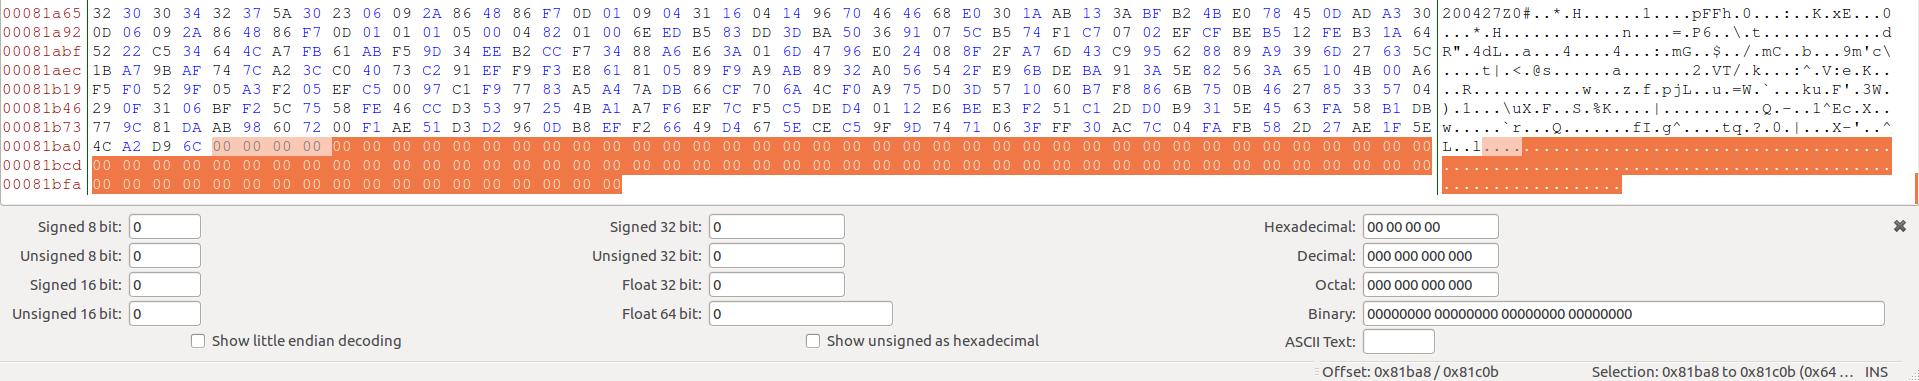 00081a65 32 30 30 34 32 37 5A 30 23 06 09 2A 86 48 86 F7 0D 01 09 04 31 16 04 14 96 70 46 46 68 E0 30 1A AB 13 3A BF B2 4B E0 78 45 0D AD A3 30 200427Z0#..*.H......1....pFFh.0...:..K.xE...0
00081a92 0D 06 09 2A 86 48 86 F7 0D 01 01 01 05 00 04 82 01 00 6E ED B5 83 DD 3D BA 50 36 91 07 5C B5 74 F1 C7 07 02 EF CF BE B5 12 FE B3 1A 64 ...*.H............n....=.P6..\.t............d
00081abf 52 22 C5 34 64 4C A7 FB 61 AB F5 9D 34 EE B2 CC F7 34 88 A6 E6 3A 01 6D 47 96 E0 24 08 8F 2F A7 6D 43 C9 95 62 88 89 A9 39 6D 27 63 5C R".4dL..a...4....4...:.mG..$../.mC..b...9m'c\
00081aec 1B A7 9B AF 74 7C A2 3C C0 40 73 C2 91 EF F9 F3 E8 61 81 05 89 F9 A9 AB 89 32 A0 56 54 2F E9 6B DE BA 91 3A 5E 82 56 3A 65 10 4B 00 A6 ....t|.<.@s......a.......2.VT/.k...:^.V:e.K..
00081b19 F5 F0 52 9F 05 A3 F2 05 EF C5 00 97 C1 F9 77 83 A5 A4 7A DB 66 CF 70 6A 4C F0 A9 75 D0 3D 57 10 60 B7 F8 86 6B 75 0B 46 27 85 33 57 04 ..R...........w...z.f.pjL..u.=W.`...ku.F'.3W.
00081b46 29 0F 31 06 BF F2 5C 75 58 FE 46 CC D3 53 97 25 4B A1 A7 F6 EF 7C F5 C5 DE D4 01 12 E6 BE E3 F2 51 C1 2D D0 B9 31 5E 45 63 FA 58 B1 DB ).1...\uX.F..S.%K....|..........Q.-..1^Ec.X..
00081b73 77 9C 81 DA AB 98 60 72 00 F1 AE 51 D3 D2 96 0D B8 EF F2 66 49 D4 67 5E CE C5 9F 9D 74 71 06 3F FF 30 AC 7C 04 FA FB 58 2D 27 AE 1F 5E w.....`r...Q.......fI.g^....tq.?.0.|...X-'..^
00081ba0 4C A2 D9 6C 00 00 00 00 00 00 00 00 00 00 00 00 00 00 00 00 00 00 00 00 00 00 00 00 00 00 00 00 00 00 00 00 00 00 00 00 00 00 00 00 00 L..l.........................................
00081bcd 00 00 00 00 00 00 00 00 00 00 00 00 00 00 00 00 00 00 00 00 00 00 00 00 00 00 00 00 00 00 00 00 00 00 00 00 00 00 00 00 00 00 00 00 00 .............................................
00081bfa 00 00 00 00 00 00 00 00 00 00 00 00 00 00 00 00 00 00 ..................
Signed 8 bit: 0 Signed 32 bit: 0 Hexadecimal: 00 00 00 00
Unsigned 8 bit: 0 Unsigned 32 bit: 0 Decimal: 000 000 000 000
Signed 16 bit: 0 Float 32 bit: 0 Octal: 000 000 000 000
Unsigned 16 bit: 0 Float 64 bit: 0 Binary: 00000000 00000000 00000000 00000000
Show little endian decoding Show unsigned as hexadecimal ASCII Text:
Offset: 0x81ba8 / 0x81c0b Selection: 0x81ba8 to 0x81c0b (0x64 ... INS